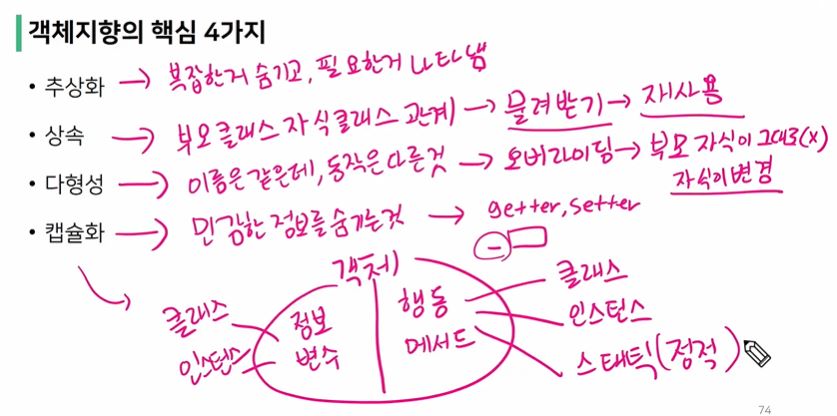 객체지향의 핵심 4가지
• 추상화 → 복잡한거 숨기고, 필요한거 나타냄
• 상속 → 부모클래스 자식클래스 관계 → 물려받기 → 재사용
• 다형성 → 이름은 같은데, 동작은 다른것 → 오버라이딩 → 부모 자식이 그대로(x)
자식이 변경
• 캡슐화 → 민감한 정보를 숨기는것 → getter, setter
객체
클래스 정보 행동 클래스
인스턴스 변수 메서드 인스턴스
스태틱(정적)
74